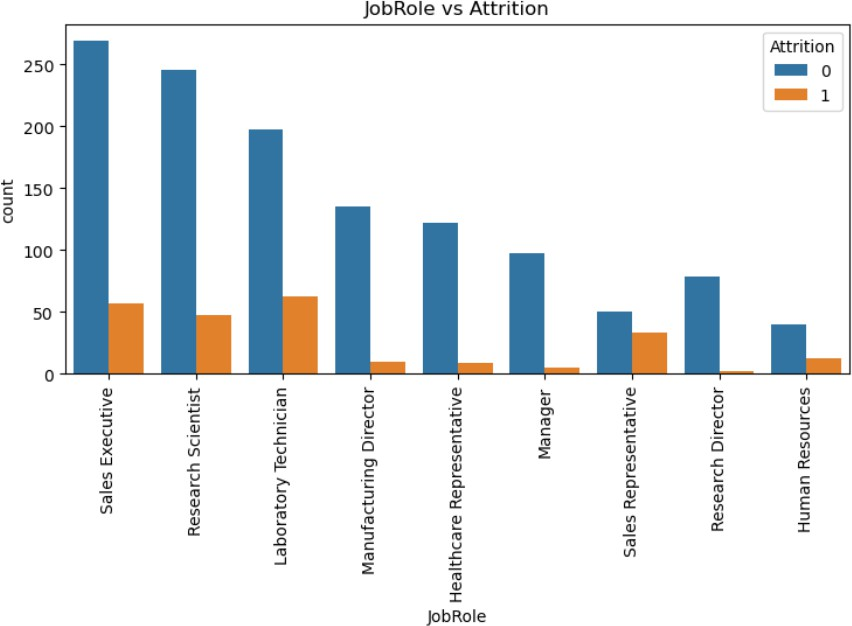 JobRole vs Attrition
Attrition
0
1
count
250
200
150
100
50
0
Sales Executive
Research Scientist
Laboratory Technician
Manufacturing Director
Healthcare Representative
Manager
Sales Representative
Research Director
Human Resources
JobRole